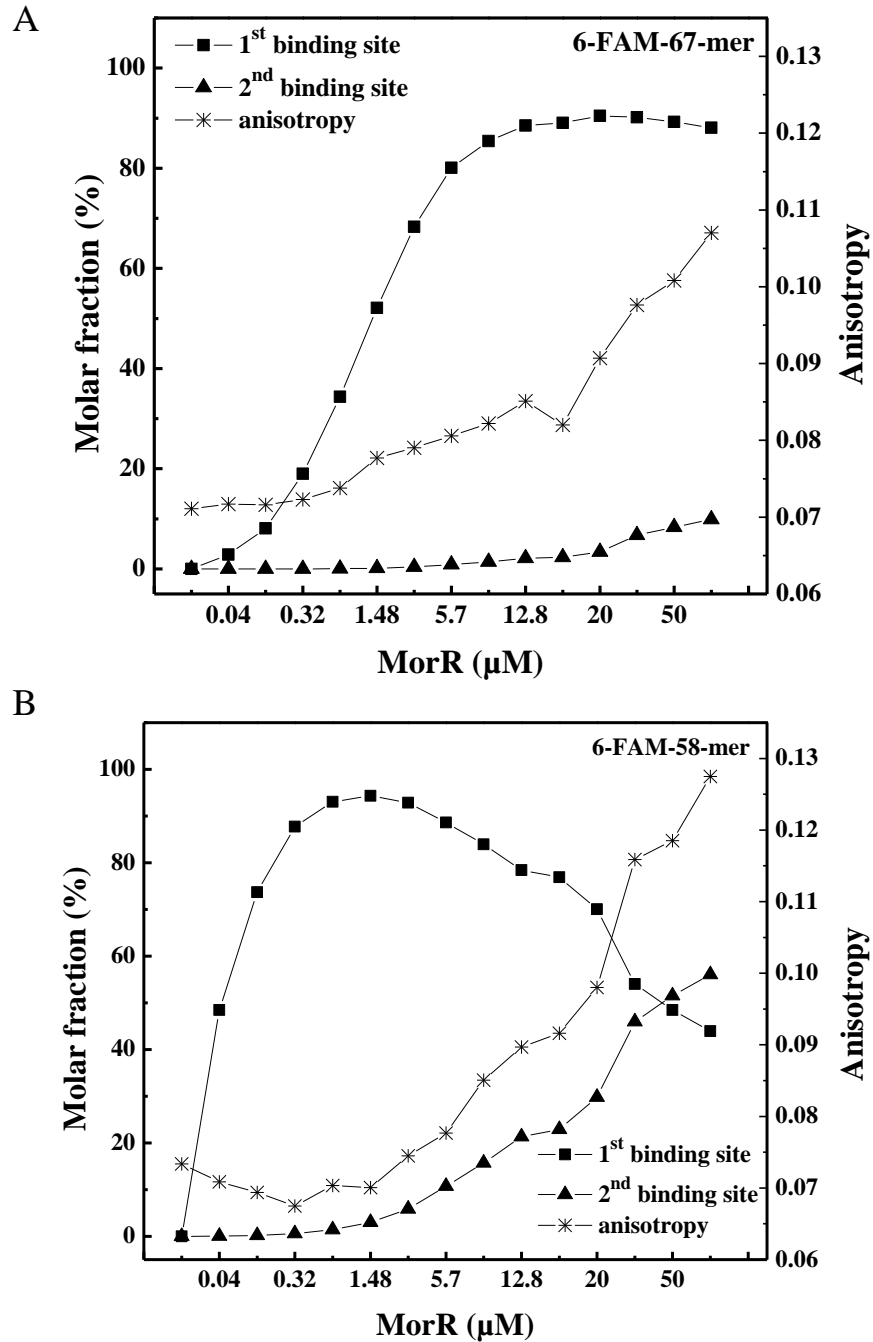 A
1st binding site
2nd binding site
anisotropy
6-FAM-67-mer
100
80
60
40
20
0
Molar fraction (%)
0.13
0.12
0.11
0.10
0.09
0.08
0.07
0.06
Anisotropy
0.04 0.32 1.48 5.7 12.8 20 50
MorR (µM)
B
6-FAM-58-mer
100
80
60
40
20
0
Molar fraction (%)
0.13
0.12
0.11
0.10
0.09
0.08
0.07
0.06
Anisotropy
1st binding site
2nd binding site
anisotropy
0.04 0.32 1.48 5.7 12.8 20 50
MorR (µM)